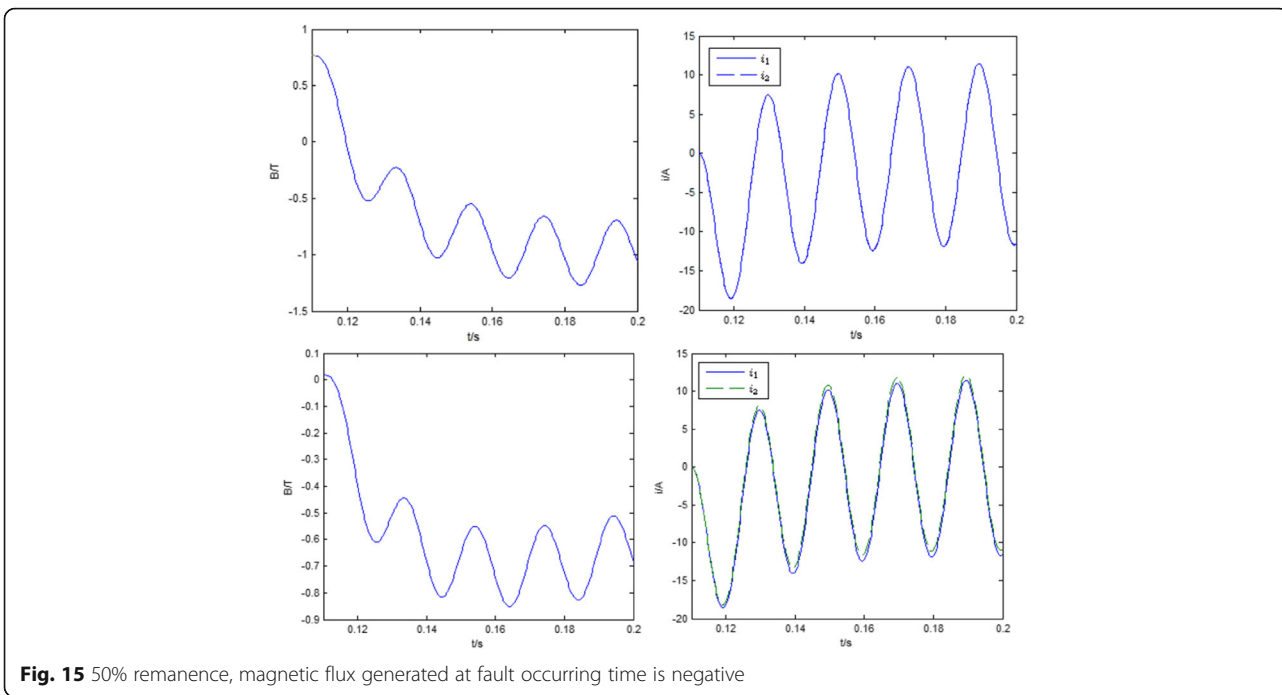 1
0.5
0
-0.5
-1
-1.5
B/T
0.12 0.14 0.16 0.18 0.2
t/s
15
10
5
0
-5
-10
-15
-20
i/A
i1
i2
0.12 0.14 0.16 0.18 0.2
t/s
0.1
0
-0.1
-0.2
-0.3
-0.4
-0.5
-0.6
-0.7
-0.8
-0.9
B/T
0.12 0.14 0.16 0.18 0.2
t/s
15
10
5
0
-5
-10
-15
-20
i/A
i1
i2
0.12 0.14 0.16 0.18 0.2
t/s
Fig. 15 50% remanence, magnetic flux generated at fault occurring time is negative